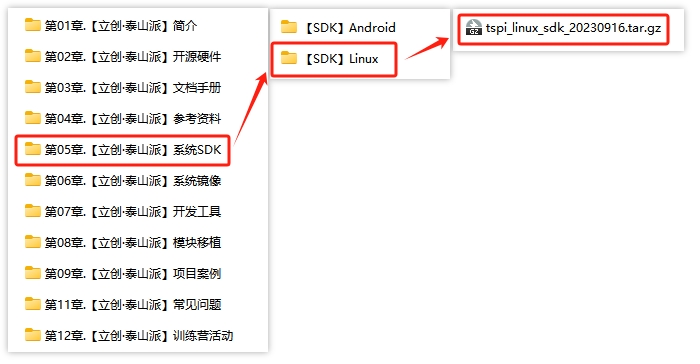 第01章.【立创·泰山派】简介
第02章.【立创·泰山派】开源硬件
第03章.【立创·泰山派】文档手册
第04章.【立创·泰山派】参考资料
第05章.【立创·泰山派】系统SDK
第06章.【立创·泰山派】系统镜像
第07章.【立创·泰山派】开发工具
第08章.【立创·泰山派】模块移植
第09章.【立创·泰山派】项目案例
第11章.【立创·泰山派】常见问题
第12章.【立创·泰山派】训练营活动
【SDK】Android
【SDK】Linux
GZ
tspi_linux_sdk_20230916.tar.gz